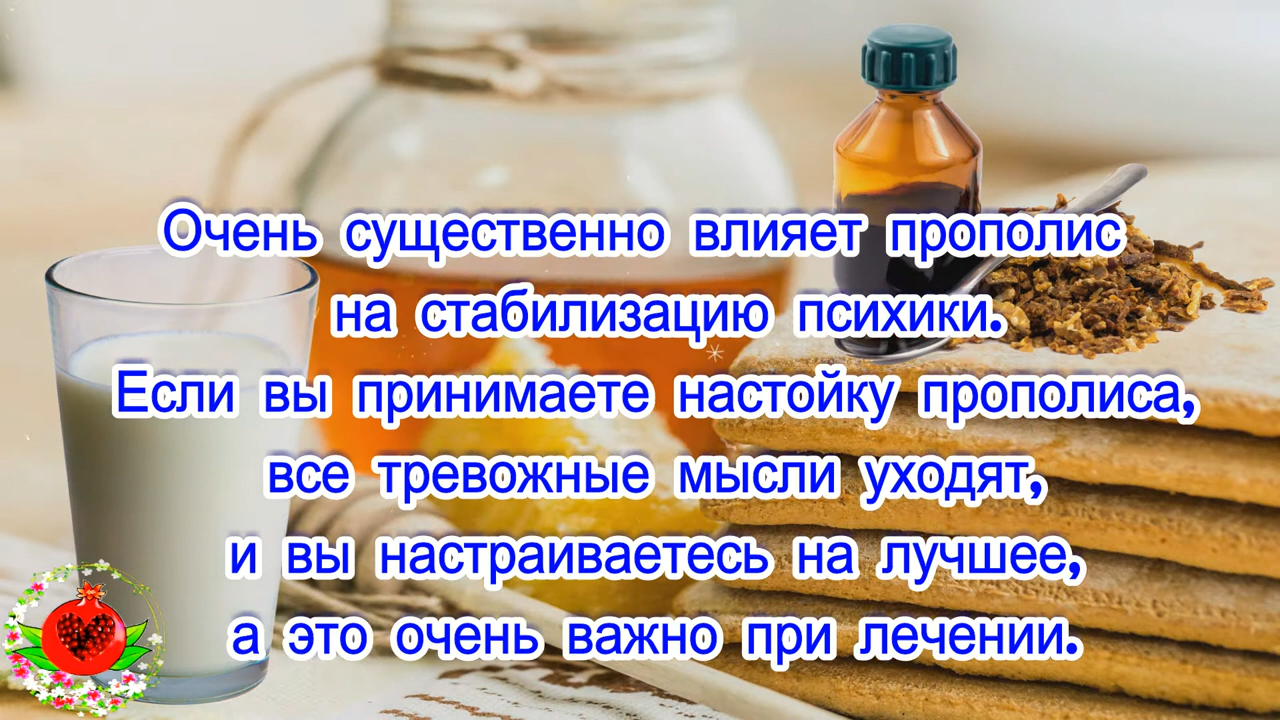 Очень существенно влияет прополис
на стабилизацию психики.
Если вы принимаете настойку прополиса,
все тревожные мысли уходят,
и вы настраиваетесь на лучшее,
а это очень важно при лечении.